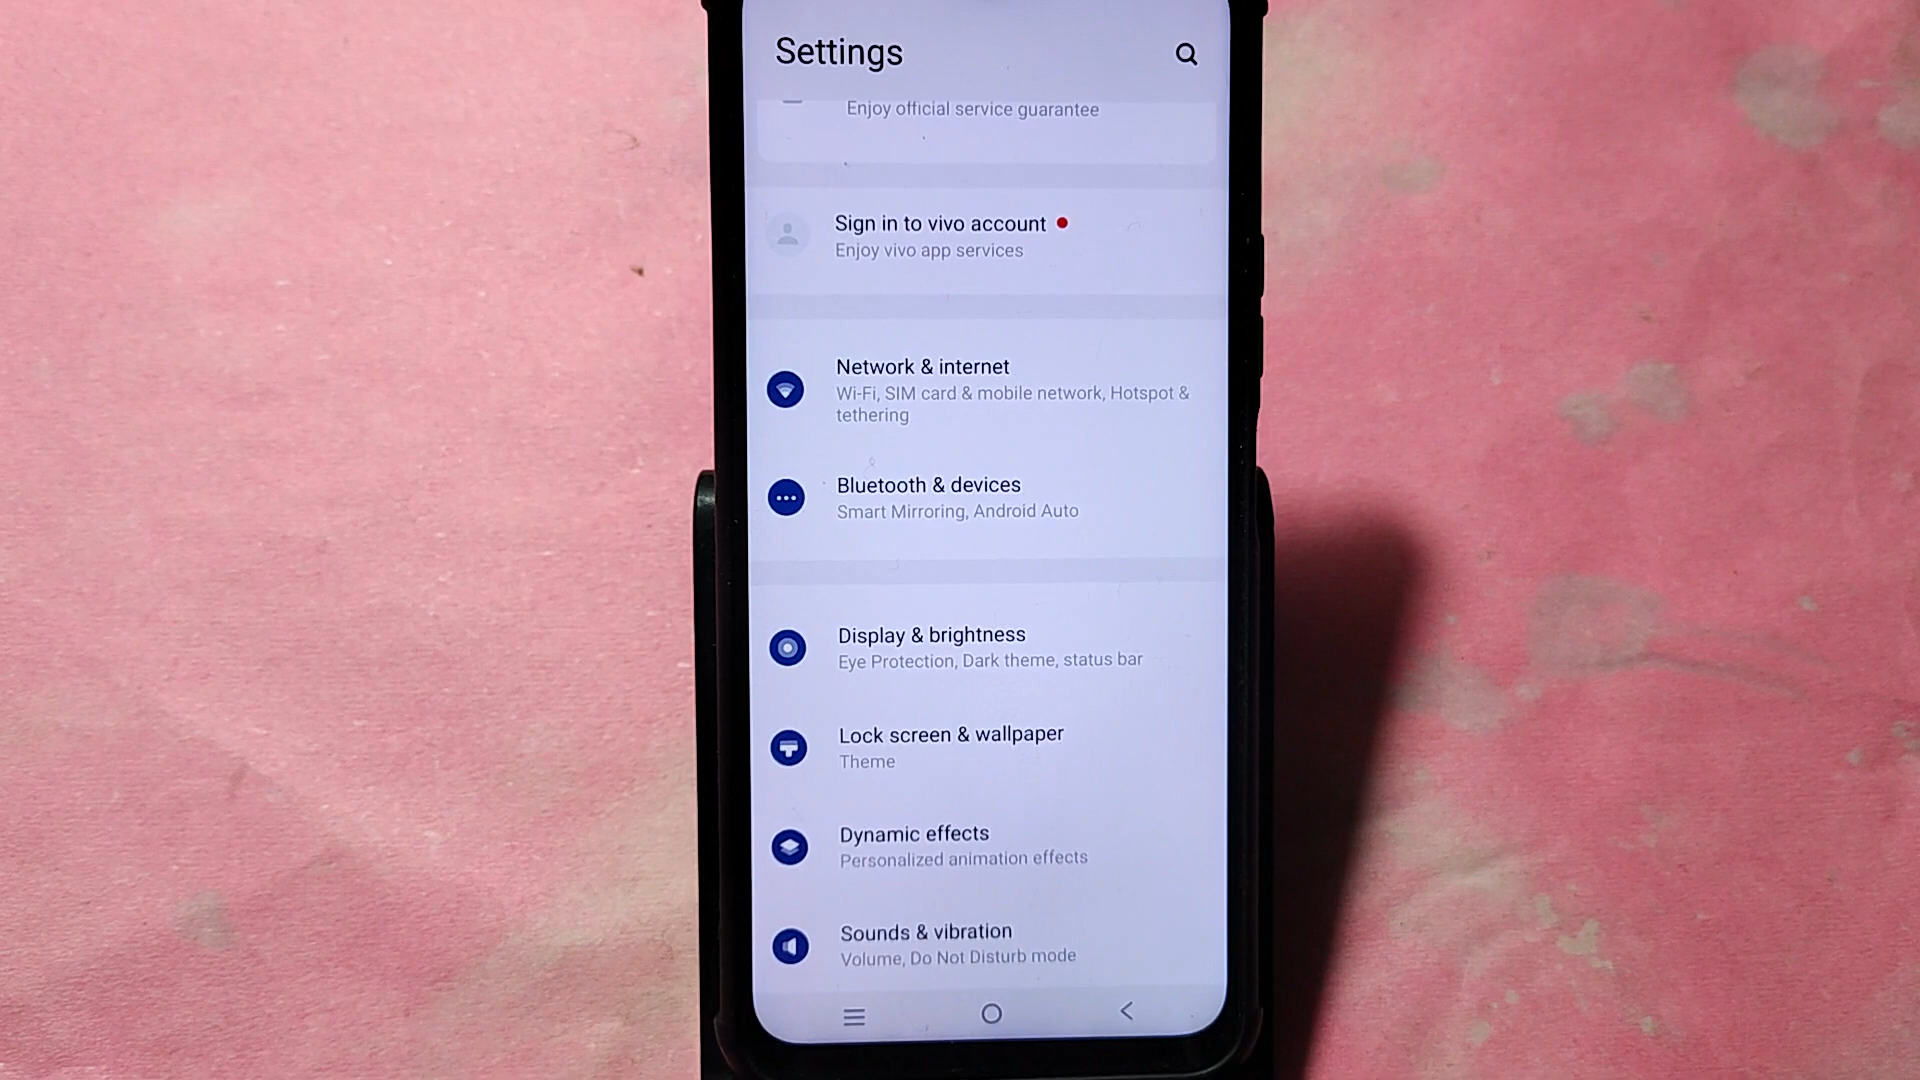 Settings
Enjoy official service guarantee
Sign in to vivo account
Enjoy vivo app services
Network & internet
Wi-Fi, SIM card & mobile network, Hotspot &
tethering
Bluetooth & devices
Smart Mirroring, Android Auto
Display & brightness
Eye Protection, Dark theme, status bar
Lock screen & wallpaper
Theme
Dynamic effects
Personalized animation effects
Sounds & vibration
Volume, Do Not Disturb mode